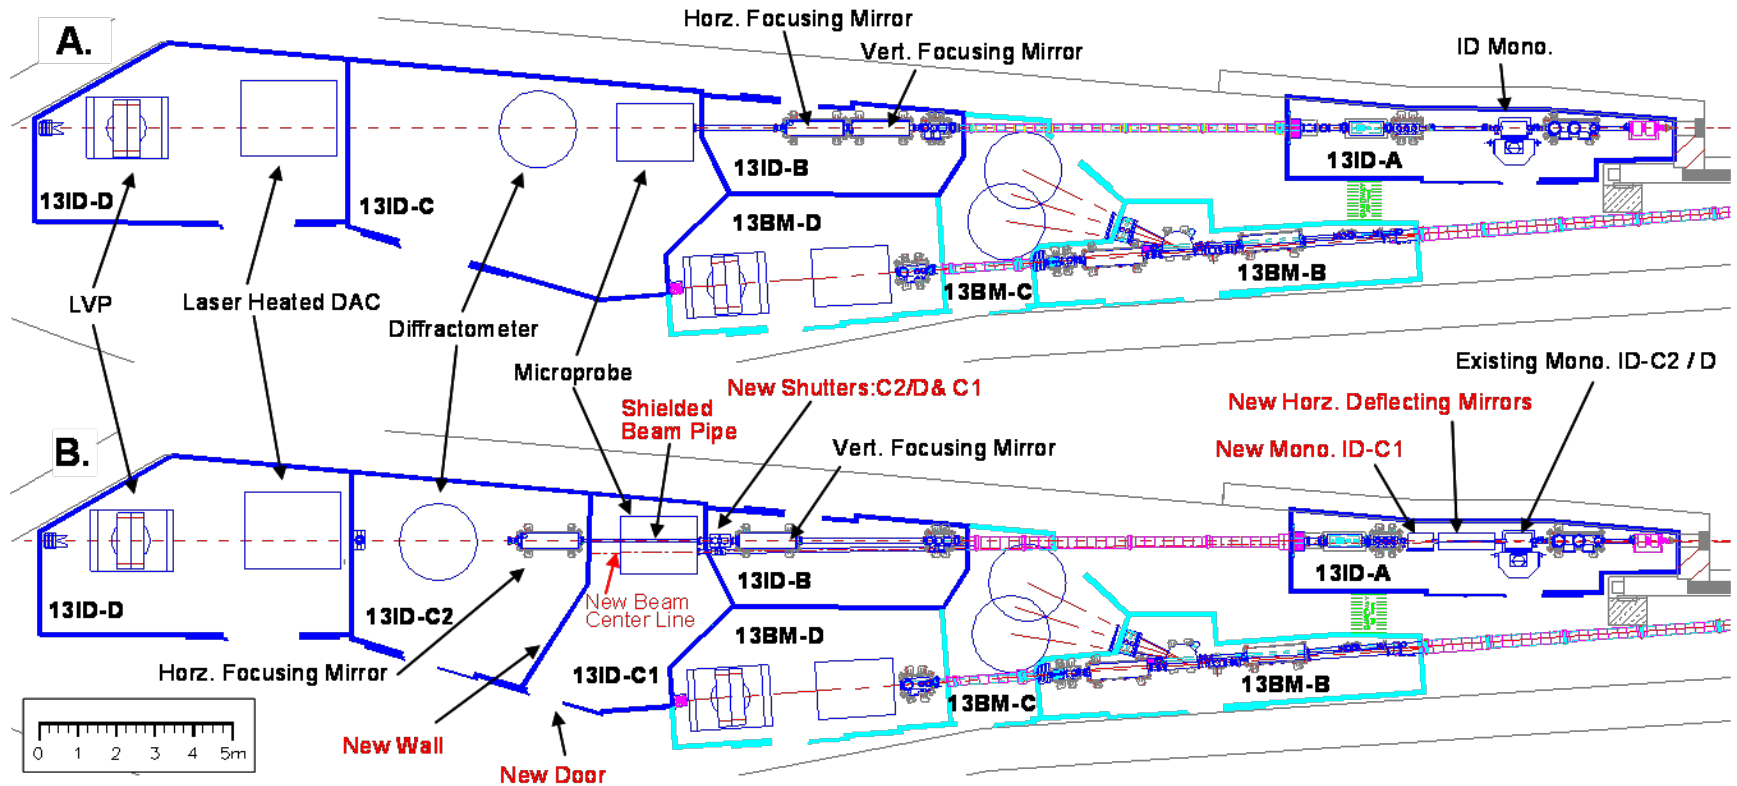 A.
Horz. Focusing Mirror
Vert. Focusing Mirror
ID Mono.
13ID-D
13ID-C
13ID-B
13ID-A
13BM-D
13BM-C
13BM-B
LVP
Laser Heated DAC
Diffractometer
Microprobe
B.
New Shutters:C2/D& C1
Shielded
Beam Pipe
Vert. Focusing Mirror
Existing Mono. ID-C2 / D
New Horz. Deflecting Mirrors
New Mono. ID-C1
13ID-D
13ID-C2
New Beam
Center Line
13ID-B
13ID-A
13BM-D
13ID-C1
13BM-C
13BM-B
Horz. Focusing Mirror
New Wall
New Door
0 1 2 3 4 5m